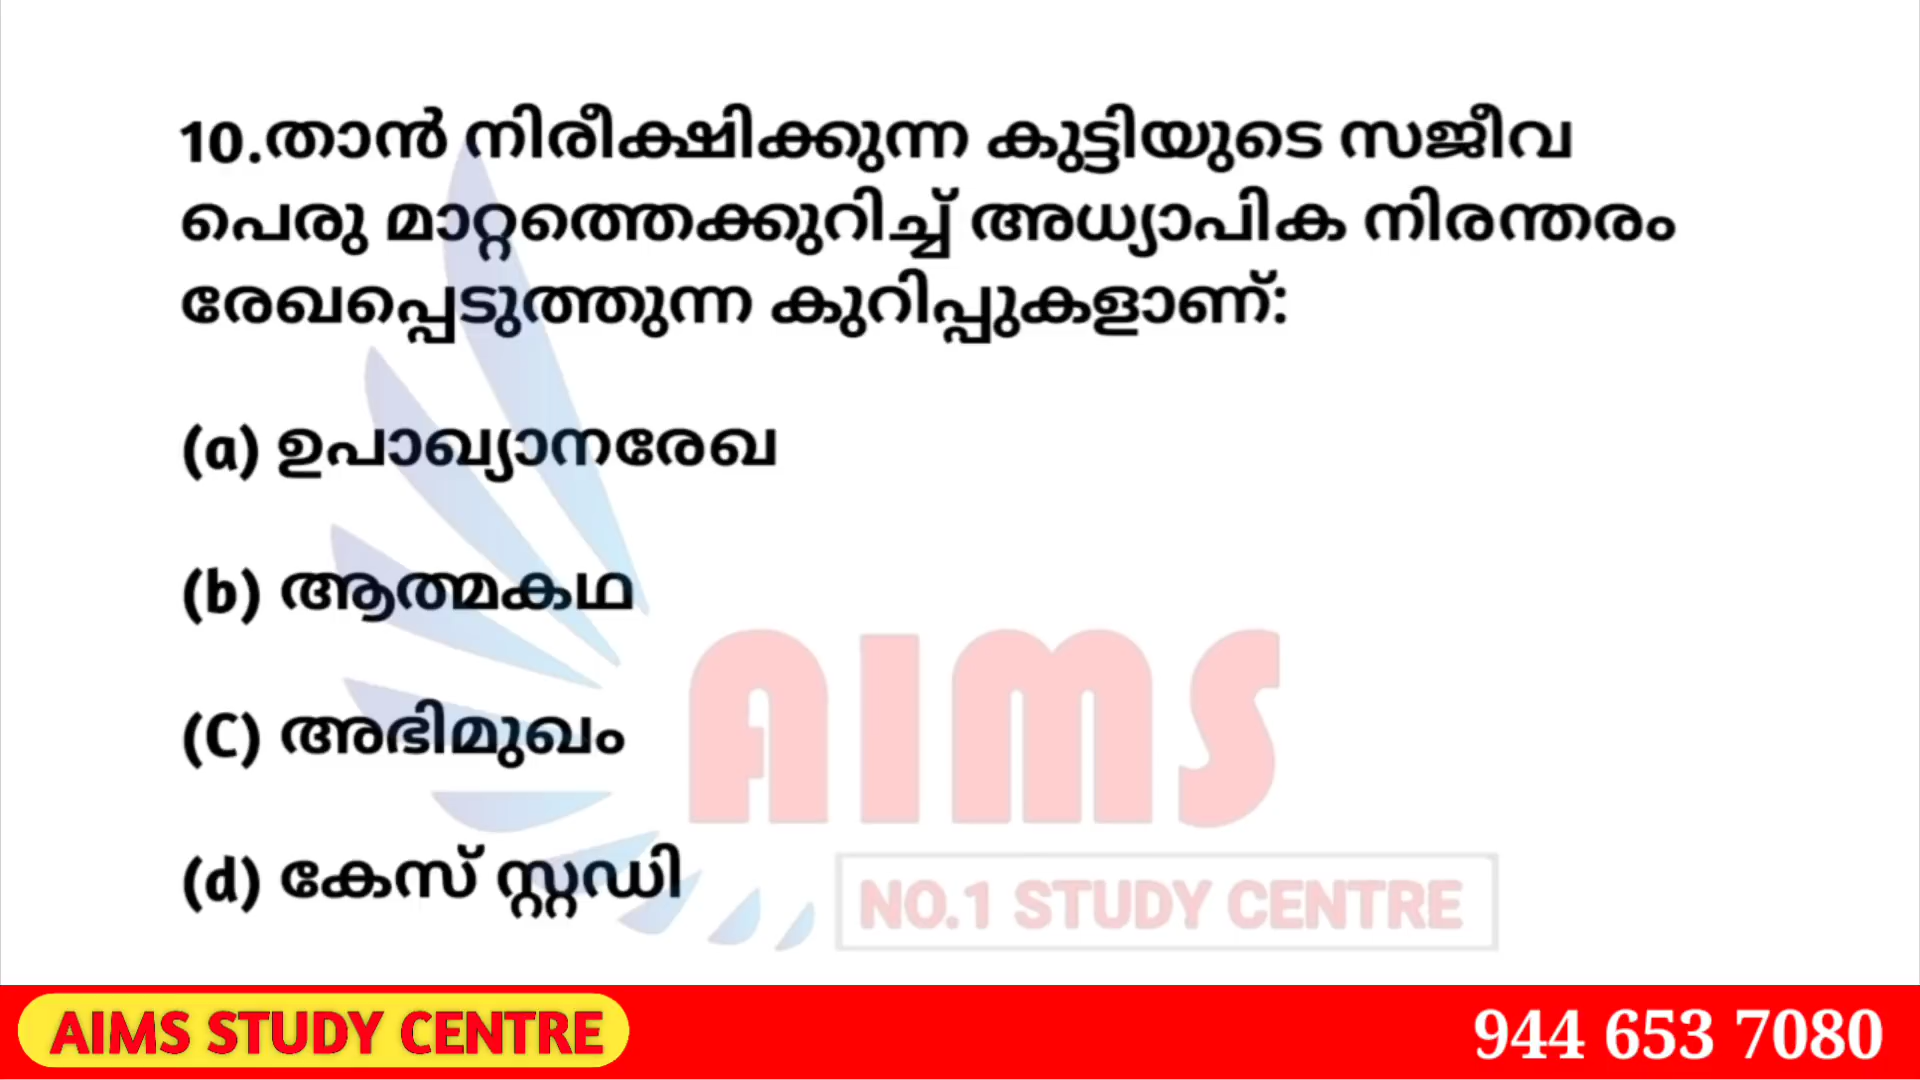 10.താൻ നിരീക്ഷിക്കുന്ന കുട്ടിയുടെ സജീവ
പെരു മാറ്റത്തെക്കുറിച്ച് അധ്യാപിക നിരന്തരം
രേഖപ്പെടുത്തുന്ന കുറിപ്പുകളാണ്:
(a) ഉപാഖ്യാനരേഖ
(b) ആത്മകഥ
(C) അഭിമുഖം
(d) കേസ് സ്റ്റഡി
AIMS
NO.1 STUDY CENTRE
AIMS STUDY CENTRE
944 653 7080